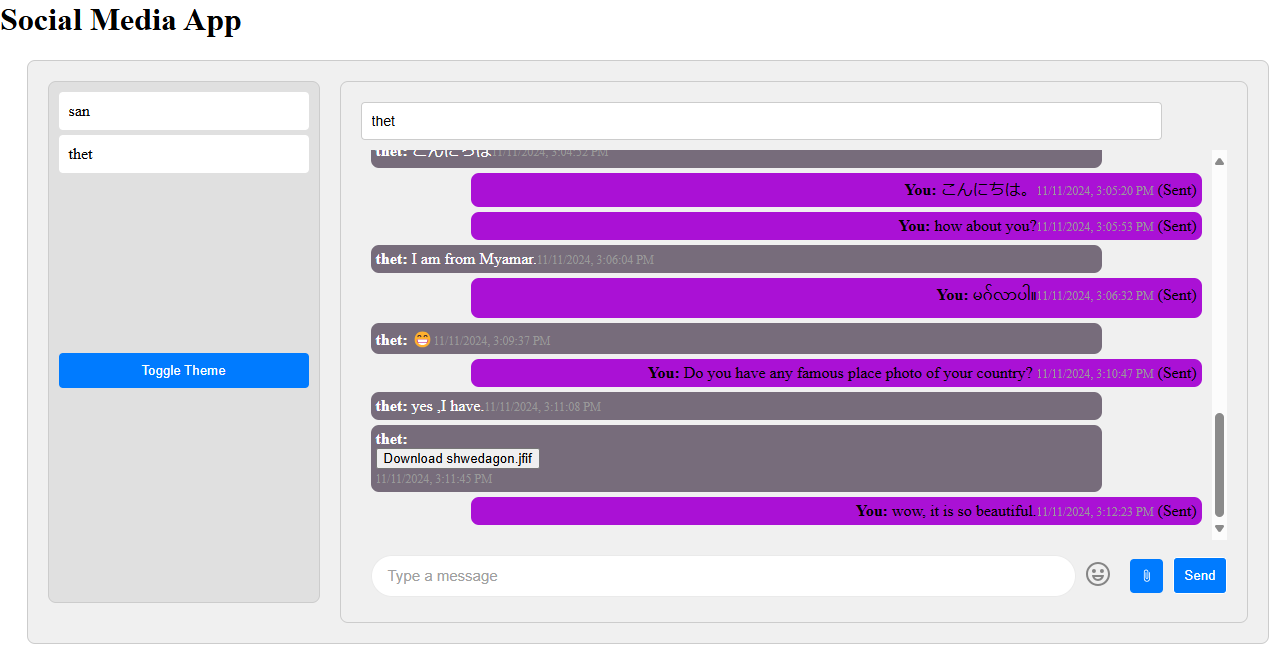 Social Media App
san
thet
Toggle Theme
thet
thet: こんにちは11/11/2024, 3:04:52 PM
You: こんにちは。11/11/2024, 3:05:20 PM (Sent)
You: how about you?11/11/2024, 3:05:53 PM (Sent)
thet: I am from Myamar.11/11/2024, 3:06:04 PM
You: မင်္ဂလာပါ။11/11/2024, 3:06:32 PM (Sent)
thet: 😁11/11/2024, 3:09:37 PM
You: Do you have any famous place photo of your country? 11/11/2024, 3:10:47 PM (Sent)
thet: yes ,I have.11/11/2024, 3:11:08 PM
thet:
Download shwedagon.jfif
11/11/2024, 3:11:45 PM
You: wow, it is so beautiful.11/11/2024, 3:12:23 PM (Sent)
Type a message
Send